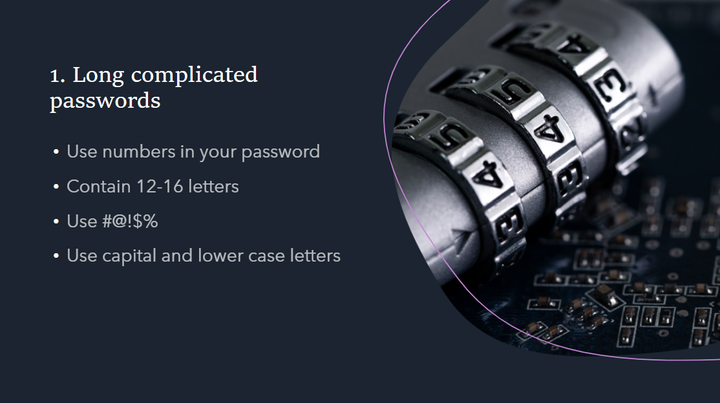 1. Long complicated
passwords
• Use numbers in your password
• Contain 12-16 letters
• Use #@!$%
• Use capital and lower case letters